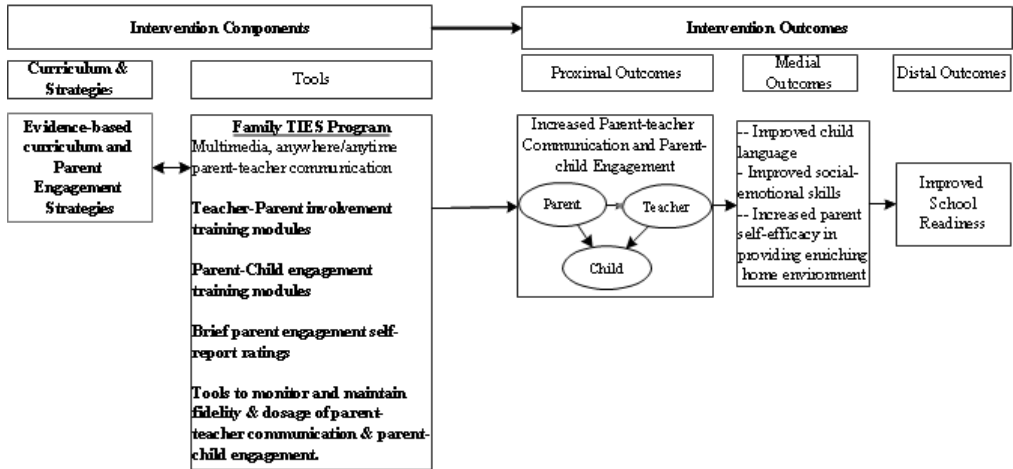 Intervention Components
Intervention Outcomes
Curriculum &
Strategies
Tools
Proximal Outcomes
Medial
Outcomes
Distal Outcomes
Evidence-based
curriculum and
Parent
Engagement
Strategies
Family TIES Program
Multimedia, anywhere/anytime
parent-teacher communication
Teacher-Parent involvement
training modules
Parent-Child engagement
training modules
Brief parent engagement self-
report ratings
Tools to monitor and maintain
fidelity & dosage of parent-
teacher communication & parent-
child engagement.
Increased Parent-teacher
Communication and Parent-
child Engagement
Parent
Teacher
Child
-- Improved child
language
- Improved social-
emotional skills
-- Increased parent
self-efficacy in
providing enriching
home environment
Improved
School
Readiness